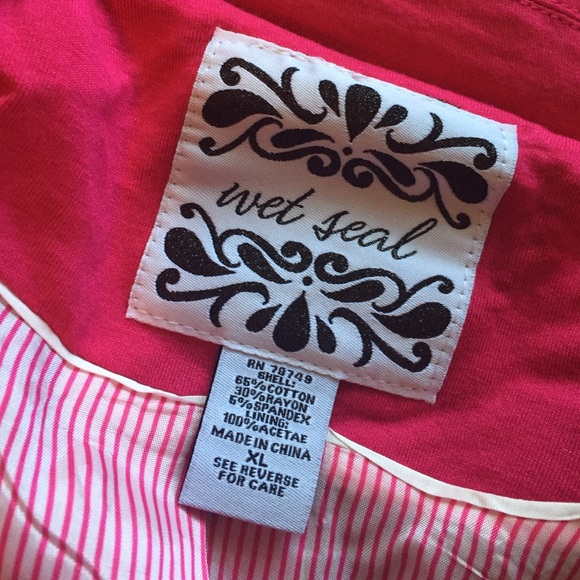 wet seal
RN 78749
SHELL:
65%COTTON
30%RAYON
5%SPANDEX
LINING:
100%ACETAE
MADE IN CHINA
XL
SEE REVERSE
FOR CARE